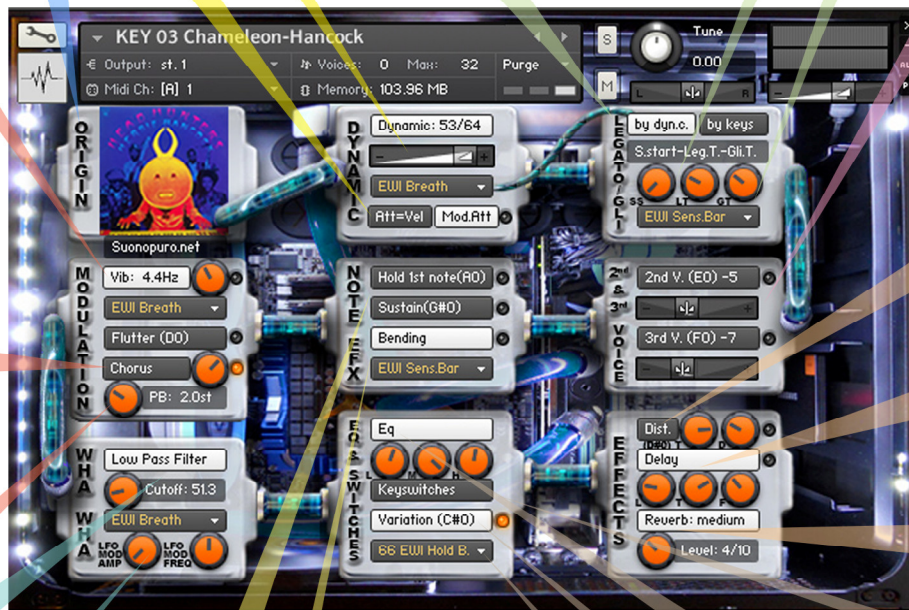 KEY 03 Chameleon-Hancock
Output: st. 1
Voices: 0 Max: 32
Purge
Midi Ch: [A] 1
Memory: 103.96 MB
S
M
Tune
0.00
L R
ORIGIN
HEAD HUNTERS
HERBIE HANCOCK
Suonopuro.net
DYNAMIC
Dynamic: 53/64
- +
EWI Breath
Att=Vel Mod.Att
LEGATO/GLI
by dyn.c. by keys
S.start-Leg.T.-Gli.T.
SS LT GT
EWI Sens.Bar
MODULATION
Vib: 4.4Hz
EWI Breath
Flutter (D0)
Chorus
PB: 2.0st
NOTE EFX
Hold 1st note(A0)
Sustain(G#0)
Bending
EWI Sens.Bar
2nd & 3rd VOICE
2nd V. (E0) -5
- +
3rd V. (F0) -7
- +
WHA WHA
Low Pass Filter
Cutoff: 51.3
EWI Breath
LFO MOD AMP
LFO MOD FREQ
EQ & SWITCHES
Eq
L M H
Keyswitches
Variation (C#0)
66 EWI Hold B.
EFFECTS
Dist.
(D#0) T D
Delay
L T F
Reverb: medium
Level: 4/10